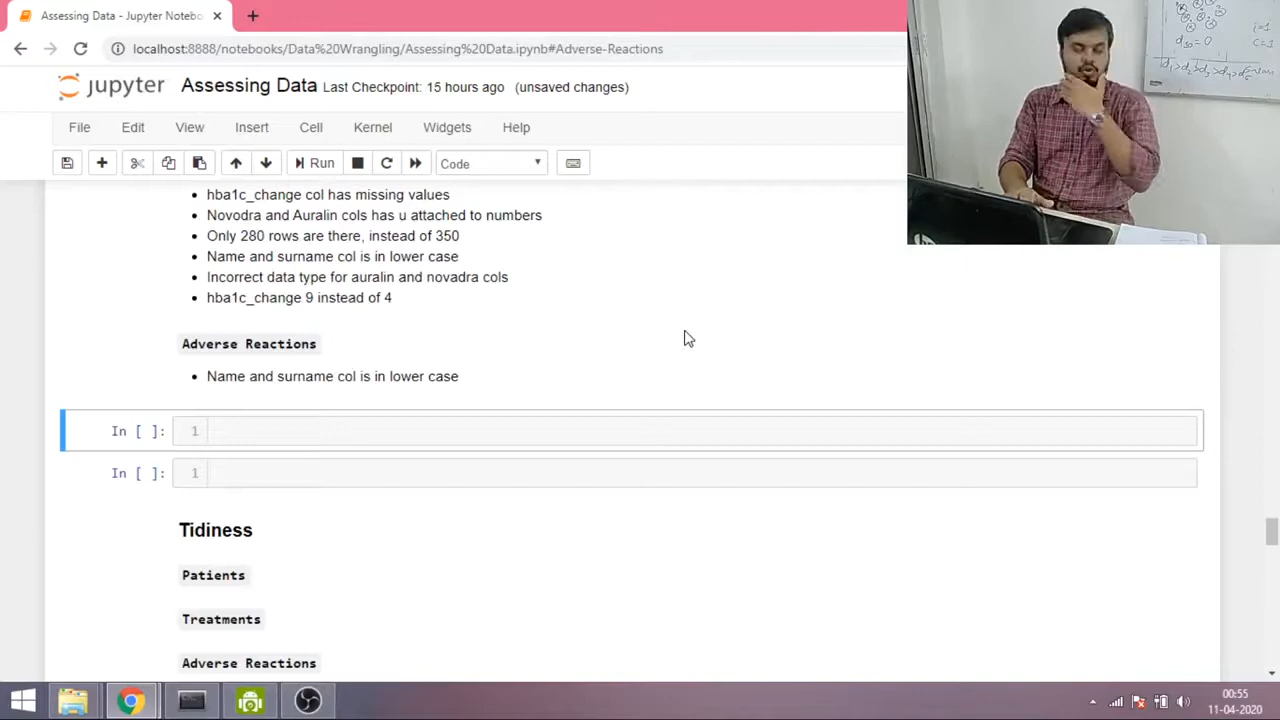 Assessing Data - Jupyter Notebo
localhost:8888/notebooks/Data%20Wrangling/Assessing%20Data.ipynb#Adverse-Reactions
jupyter Assessing Data Last Checkpoint: 15 hours ago (unsaved changes)
File Edit View Insert Cell Kernel Widgets Help
Run Code
• hba1c_change col has missing values
• Novodra and Auralin cols has u attached to numbers
• Only 280 rows are there, instead of 350
• Name and surname col is in lower case
• Incorrect data type for auralin and novadra cols
• hba1c_change 9 instead of 4
Adverse Reactions
• Name and surname col is in lower case
In [ ]: 1
In [ ]: 1
Tidiness
Patients
Treatments
Adverse Reactions
00:55
11-04-2020